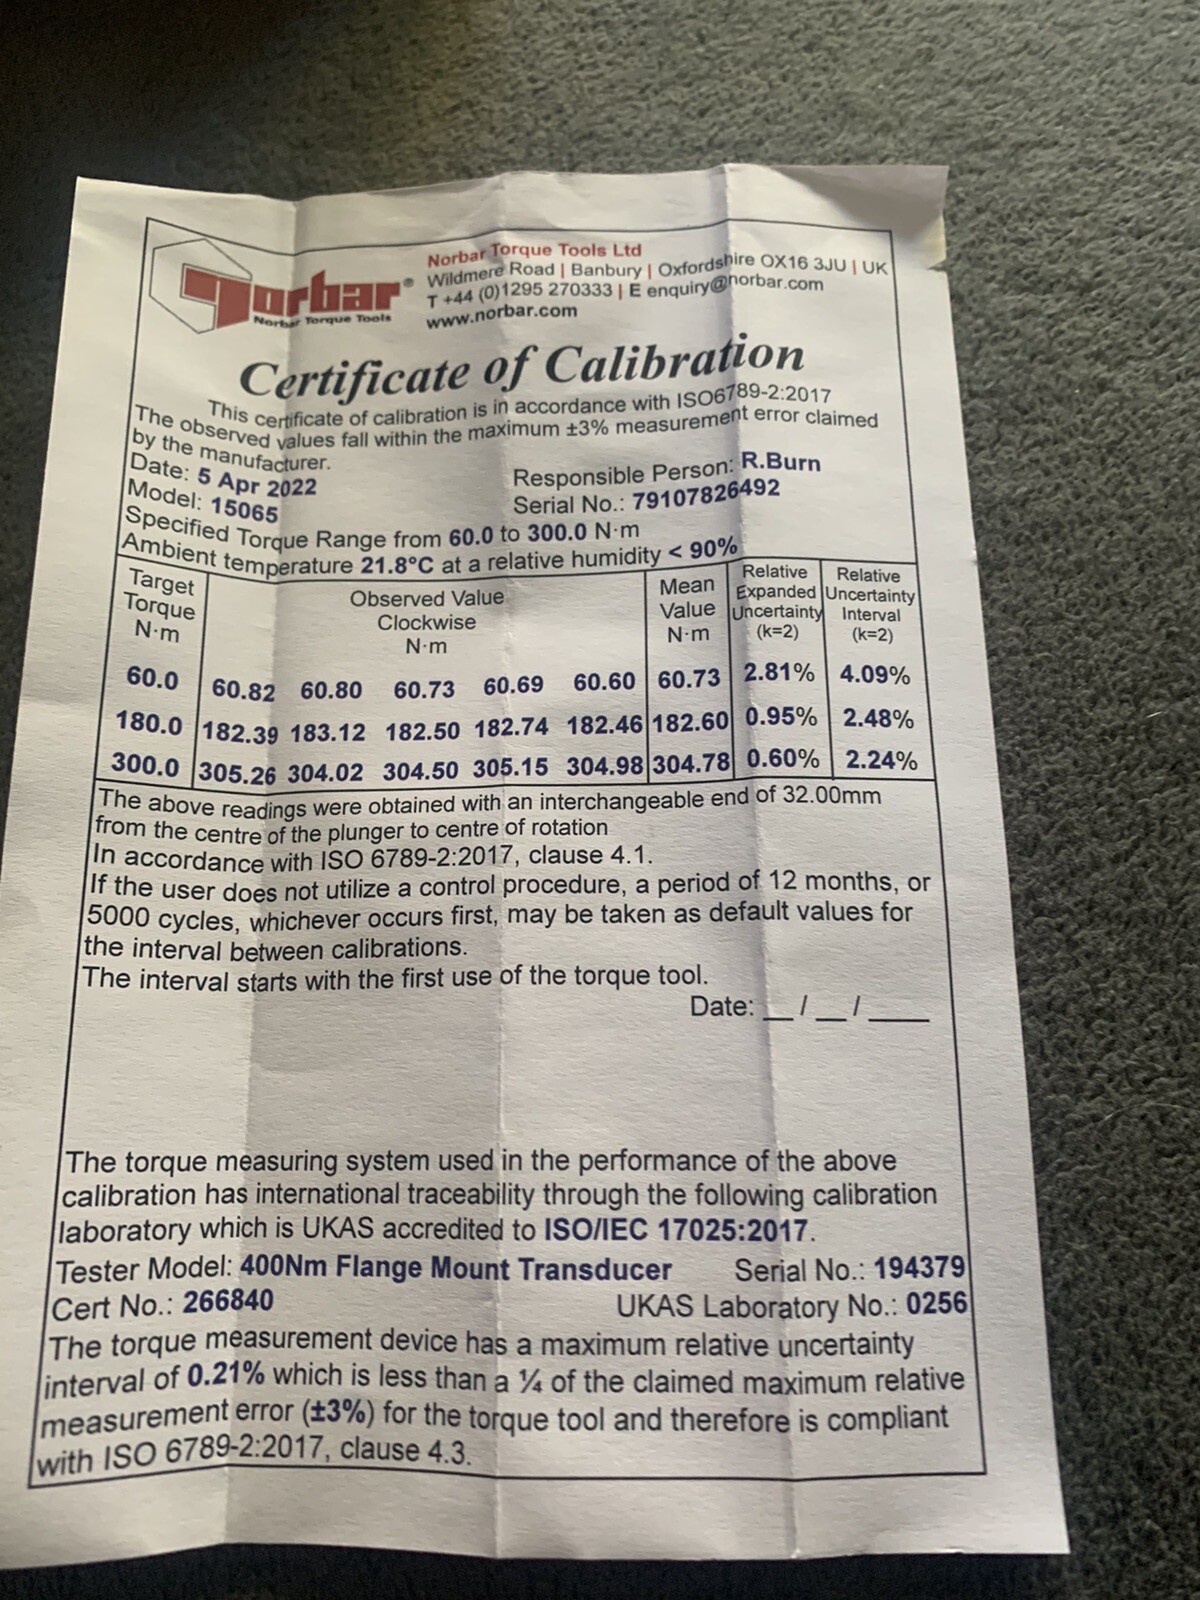 norbar®
Norbar Torque Tools
Norbar Torque Tools Ltd
Wildmere Road | Banbury | Oxfordshire OX16 3JU | UK
T +44 (0)1295 270333 | E enquiry@norbar.com
www.norbar.com
Certificate of Calibration
This certificate of calibration is in accordance with ISO6789-2:2017
The observed values fall within the maximum ±3% measurement error claimed
by the manufacturer.
Date: 5 Apr 2022 Responsible Person: R.Burn
Model: 15065 Serial No.: 79107826492
Specified Torque Range from 60.0 to 300.0 N·m
Ambient temperature 21.8°C at a relative humidity < 90%
Target Torque N·m Observed Value Clockwise N·m Mean Value N·m Relative Expanded Uncertainty (k=2) Relative Uncertainty Interval (k=2)
60.0 60.82 60.80 60.73 60.69 60.60 60.73 2.81% 4.09%
180.0 182.39 183.12 182.50 182.74 182.46 182.60 0.95% 2.48%
300.0 305.26 304.02 304.50 305.15 304.98 304.78 0.60% 2.24%
The above readings were obtained with an interchangeable end of 32.00mm
from the centre of the plunger to centre of rotation
In accordance with ISO 6789-2:2017, clause 4.1.
If the user does not utilize a control procedure, a period of 12 months, or
5000 cycles, whichever occurs first, may be taken as default values for
the interval between calibrations.
The interval starts with the first use of the torque tool.
Date: __ / __ / ____
The torque measuring system used in the performance of the above
calibration has international traceability through the following calibration
laboratory which is UKAS accredited to ISO/IEC 17025:2017.
Tester Model: 400Nm Flange Mount Transducer Serial No.: 194379
Cert No.: 266840 UKAS Laboratory No.: 0256
The torque measurement device has a maximum relative uncertainty
interval of 0.21% which is less than a ¼ of the claimed maximum relative
measurement error (±3%) for the torque tool and therefore is compliant
with ISO 6789-2:2017, clause 4.3.